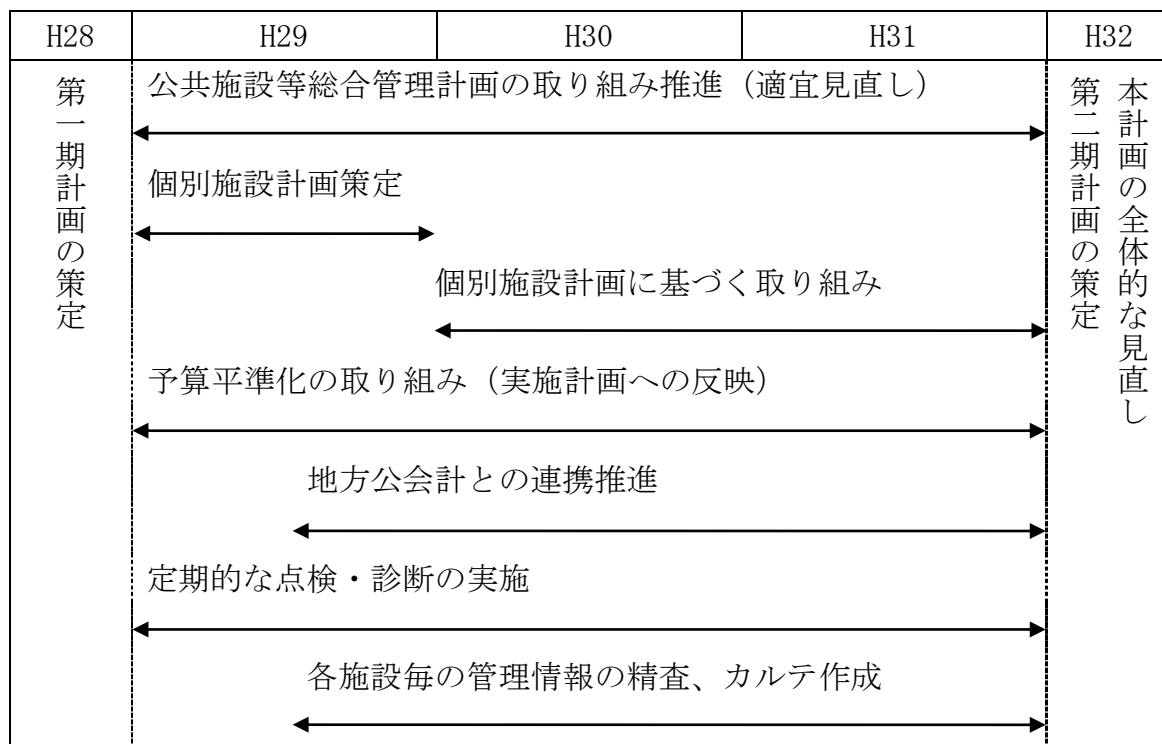 H28 H29 H30 H31 H32
第一期計画の策定
公共施設等総合管理計画の取り組み推進（適宜見直し）
個別施設計画策定
個別施設計画に基づく取り組み
予算平準化の取り組み（実施計画への反映）
地方公会計との連携推進
定期的な点検・診断の実施
各施設毎の管理情報の精査、カルテ作成
本計画の全体的な見直し
第二期計画の策定